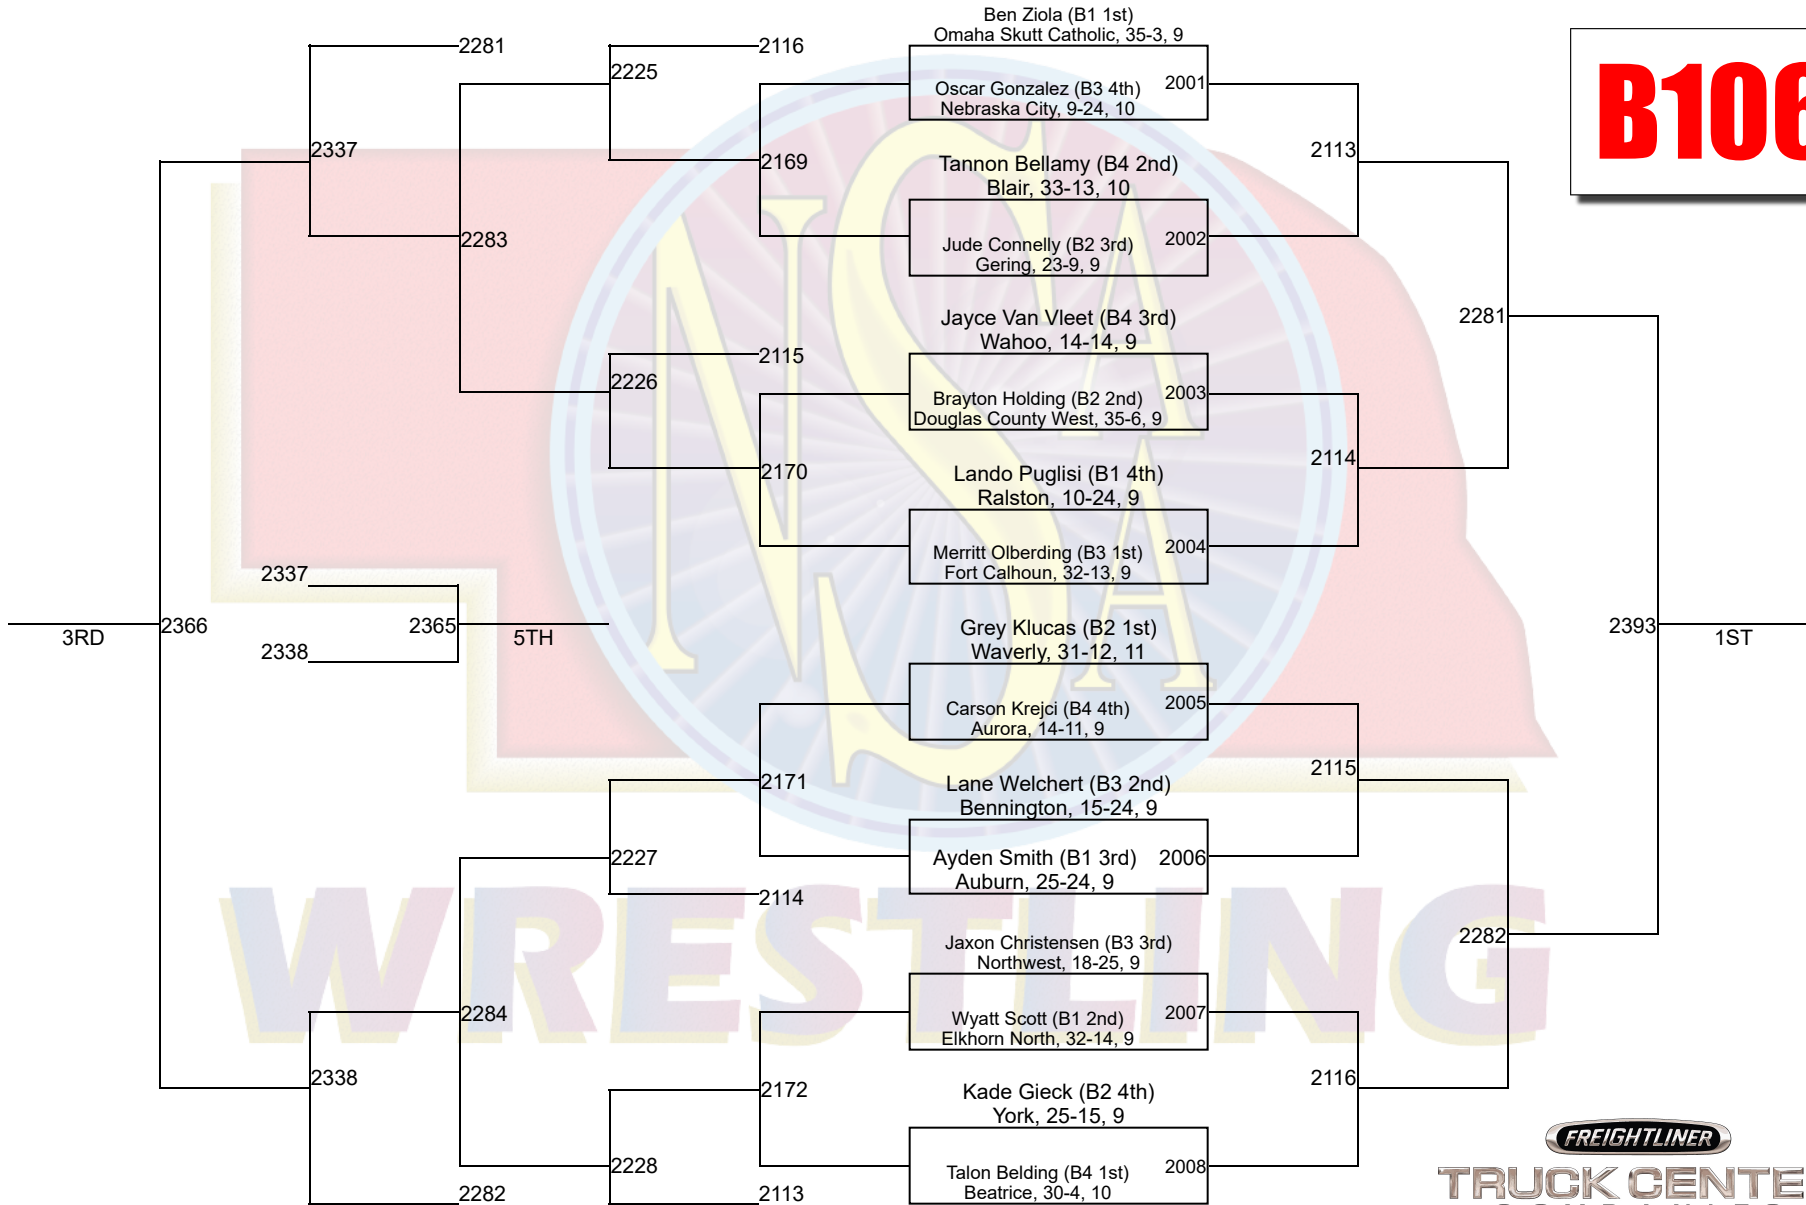 Ben Ziola (B1 1st)
Omaha Skutt Catholic, 35-3, 9
2281
2116
2225
Oscar Gonzalez (B3 4th) 2001
Nebraska City, 9-24, 10
B106
2337
2169
Tannon Bellamy (B4 2nd)
Blair, 33-13, 10
2113
2283
Jude Connelly (B2 3rd) 2002
Gering, 23-9, 9
Jayce Van Vleet (B4 3rd)
Wahoo, 14-14, 9
2281
2115
2226
Brayton Holding (B2 2nd) 2003
Douglas County West, 35-6, 9
2170
Lando Puglisi (B1 4th)
Ralston, 10-24, 9
2114
Merritt Olberding (B3 1st) 2004
Fort Calhoun, 32-13, 9
2337
2366
3RD
2365
5TH
2338
Grey Klucas (B2 1st)
Waverly, 31-12, 11
2393
1ST
Carson Krejci (B4 4th) 2005
Aurora, 14-11, 9
2171
Lane Welchert (B3 2nd)
Bennington, 15-24, 9
2115
2227
Ayden Smith (B1 3rd) 2006
Auburn, 25-24, 9
2114
Jaxon Christensen (B3 3rd)
Northwest, 18-25, 9
2282
2284
Wyatt Scott (B1 2nd) 2007
Elkhorn North, 32-14, 9
2338
2172
Kade Gieck (B2 4th)
York, 25-15, 9
2116
2228
Talon Belding (B4 1st) 2008
Beatrice, 30-4, 10
2282
2113
NSAA
WRESTLING
FREIGHTLINER
TRUCK CENTE